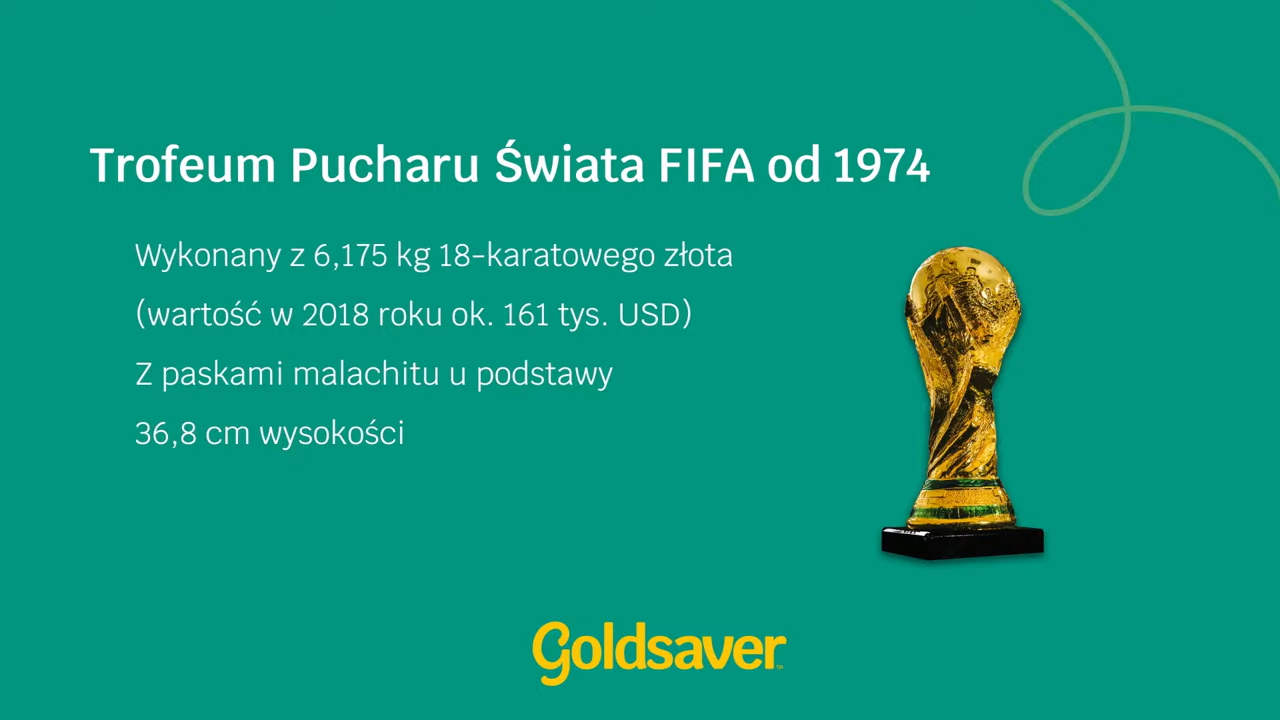 Trofeum Pucharu Świata FIFA od 1974
Wykonany z 6,175 kg 18-karatowego złota
(wartość w 2018 roku ok. 161 tys. USD)
Z paskami malachitu u podstawy
36,8 cm wysokości
Goldsaver™